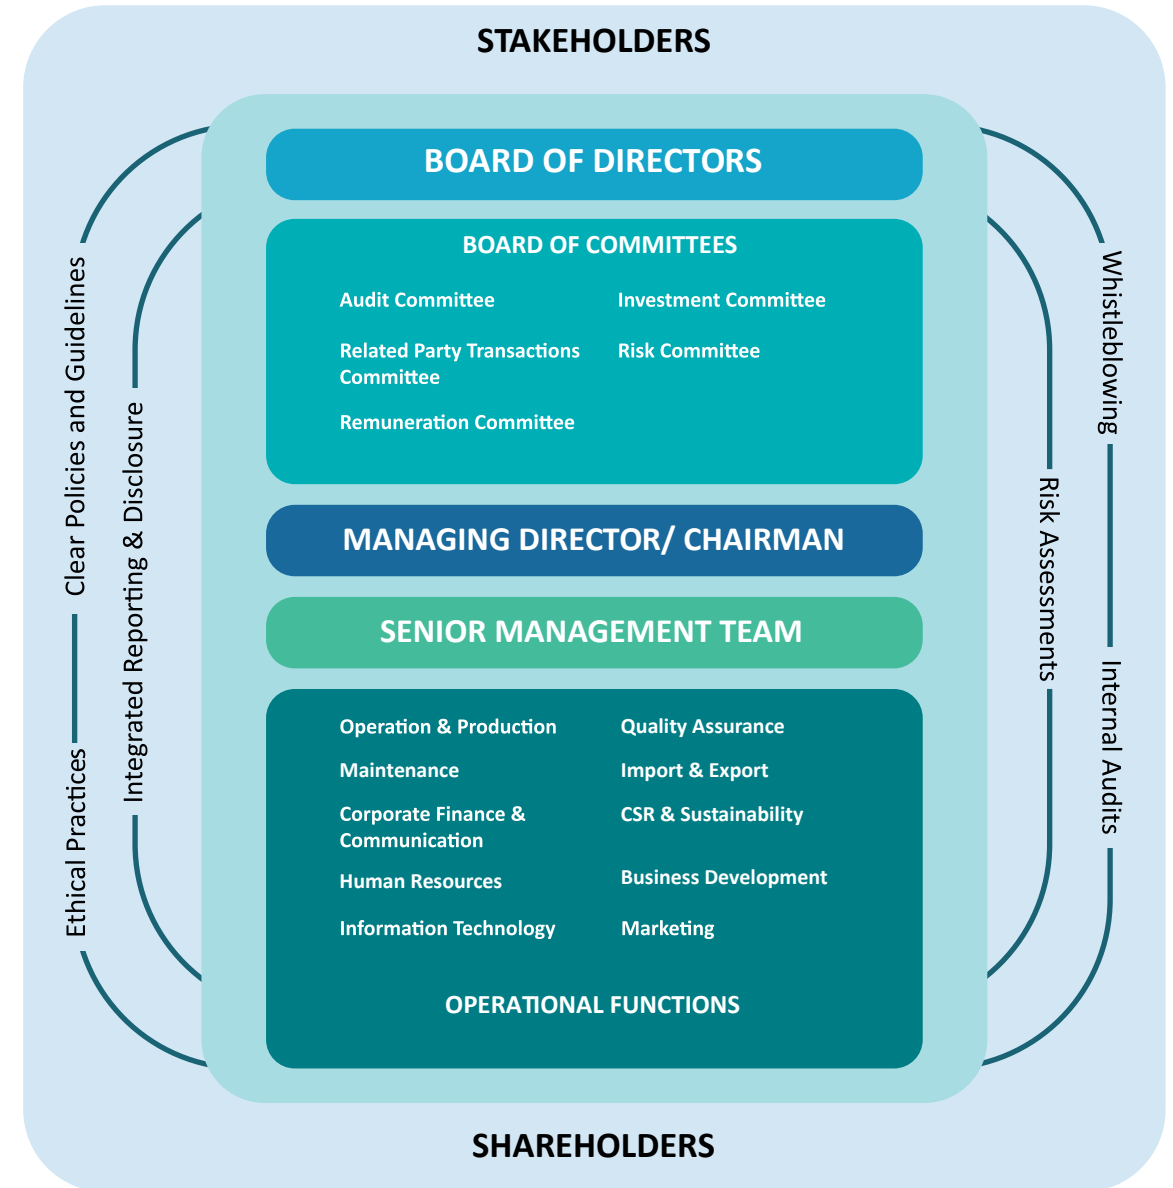 STAKEHOLDERS
BOARD OF DIRECTORS
BOARD OF COMMITTEES
Audit Committee
Investment Committee
Related Party Transactions
Committee
Risk Committee
Remuneration Committee
MANAGING DIRECTOR/ CHAIRMAN
SENIOR MANAGEMENT TEAM
Operation & Production
Quality Assurance
Maintenance
Import & Export
Corporate Finance &
Communication
CSR & Sustainability
Human Resources
Business Development
Information Technology
Marketing
OPERATIONAL FUNCTIONS
Clear Policies and Guidelines
Ethical Practices
Integrated Reporting & Disclosure
Risk Assessments
Whistleblowing
Internal Audits
SHAREHOLDERS